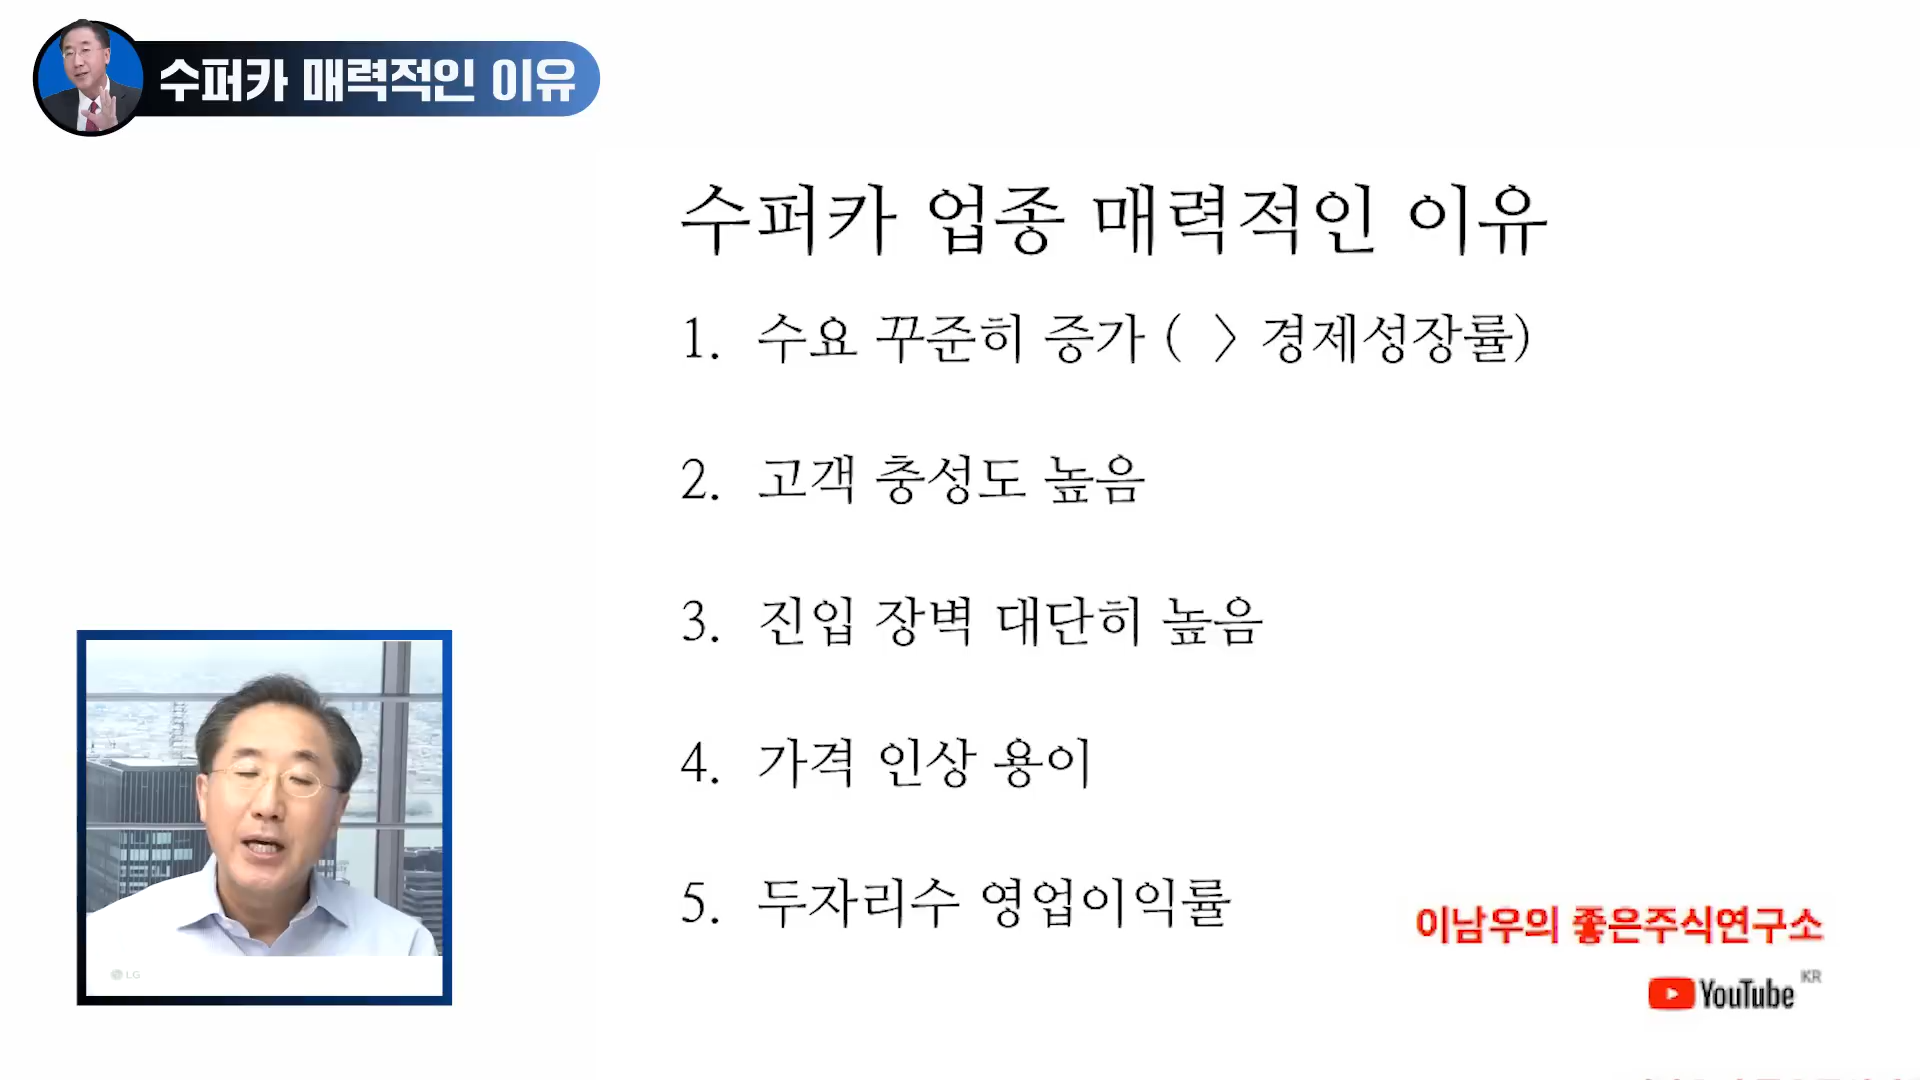 수퍼카 매력적인 이유
수퍼카 업종 매력적인 이유
1. 수요 꾸준히 증가 ( > 경제성장률)
2. 고객 충성도 높음
3. 진입 장벽 대단히 높음
4. 가격 인상 용이
5. 두자리수 영업이익률
이남우의 좋은주식연구소
YouTube KR
LG